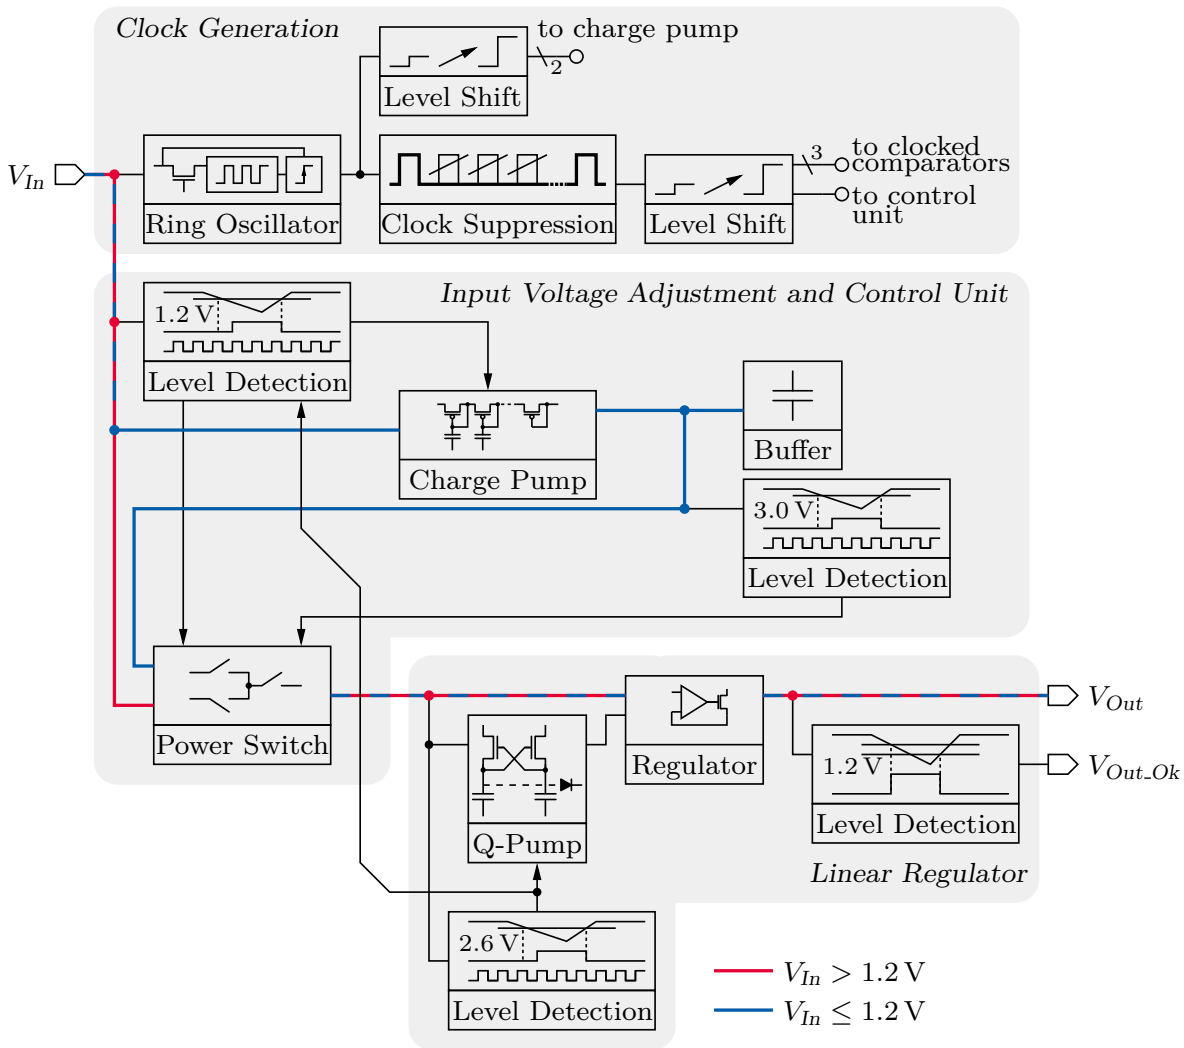 Clock Generation
to charge pump
2
Level Shift
V_In
Ring Oscillator
Clock Suppression
Level Shift
3
to clocked
comparators
to control
unit
Input Voltage Adjustment and Control Unit
1.2 V
Level Detection
Charge Pump
Buffer
3.0 V
Level Detection
Power Switch
Q-Pump
Regulator
V_Out
1.2 V
Level Detection
V_Out_Ok
Linear Regulator
2.6 V
Level Detection
V_In > 1.2 V
V_In ≤ 1.2 V